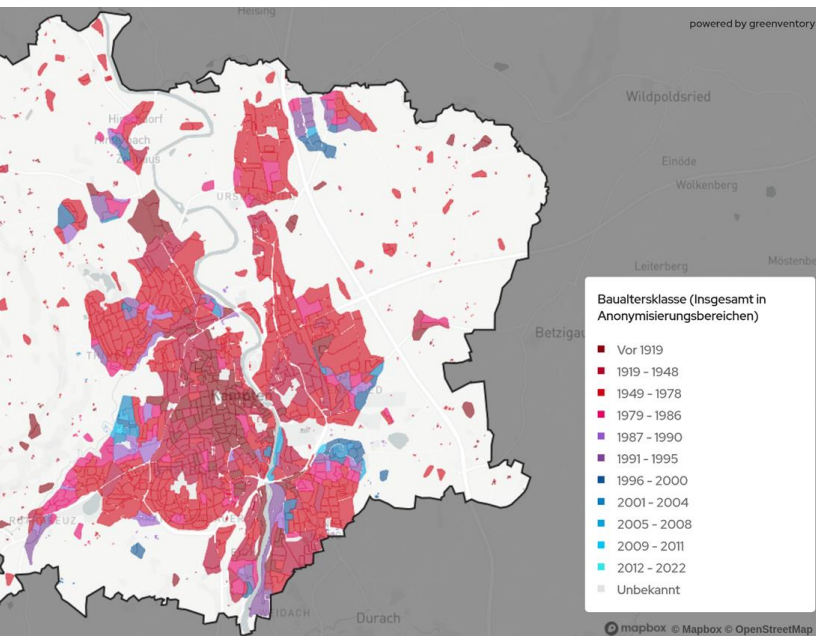 Heising
powered by greenventory
Wildpoldsried
Einöde
Wolkenberg
Leiterberg
Betzigau
Kempten
Durach
Baualtersklasse (Insgesamt in
Anonymisierungsbereichen)
Vor 1919
1919 - 1948
1949 - 1978
1979 - 1986
1987 - 1990
1991 - 1995
1996 - 2000
2001 - 2004
2005 - 2008
2009 - 2011
2012 - 2022
Unbekannt
mapbox © Mapbox © OpenStreetMap